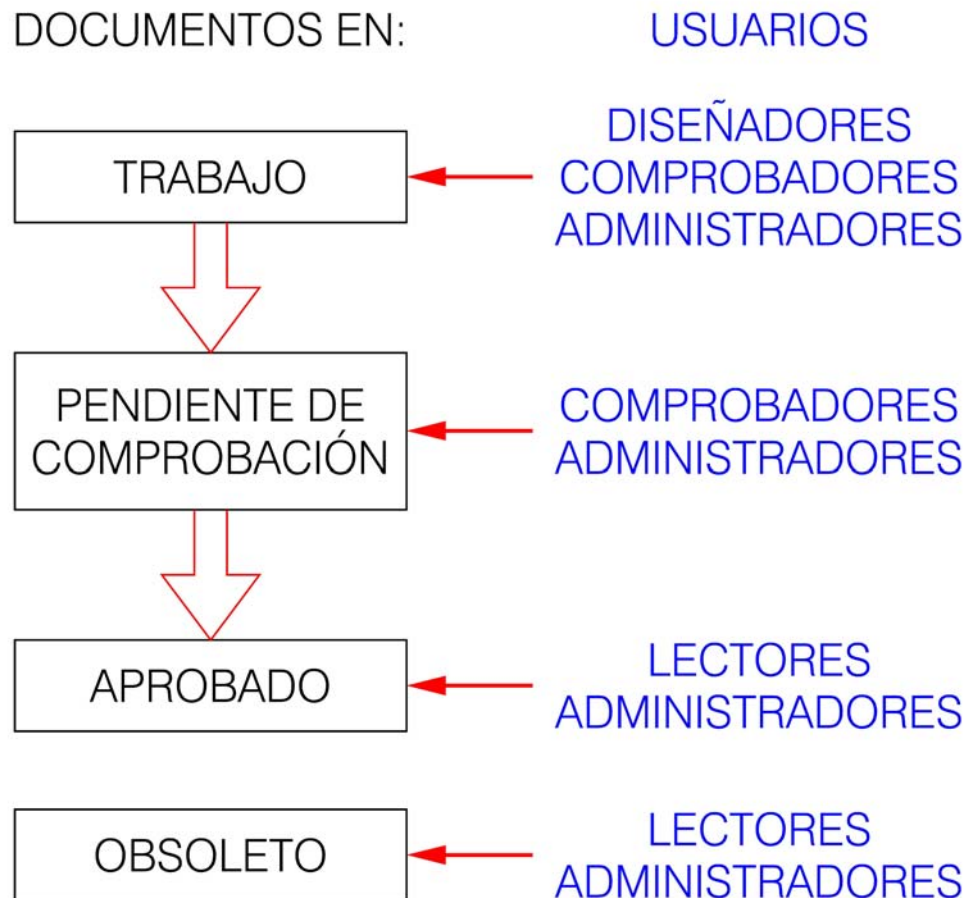 DOCUMENTOS EN:
USUARIOS
TRABAJO
DISEÑADORES
COMPROBADORES
ADMINISTRADORES
PENDIENTE DE
COMPROBACIÓN
COMPROBADORES
ADMINISTRADORES
APROBADO
LECTORES
ADMINISTRADORES
OBSOLETO
LECTORES
ADMINISTRADORES